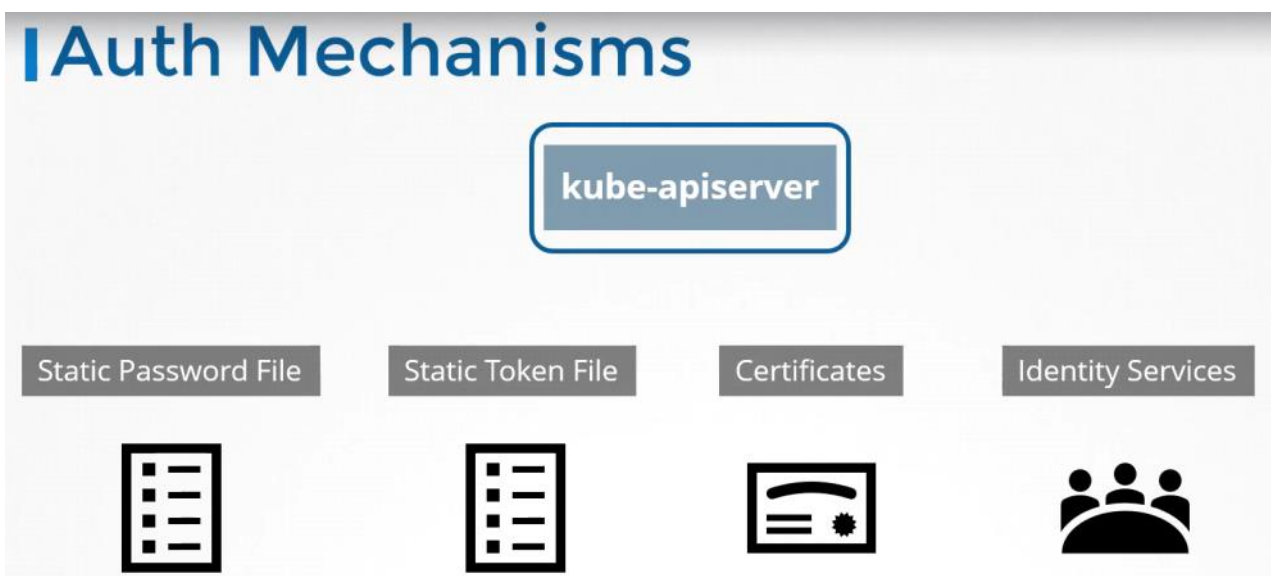 Auth Mechanisms
kube-apiserver
Static Password File
Static Token File
Certificates
Identity Services